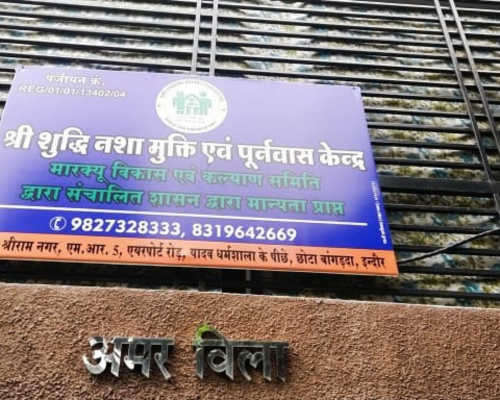 पंजीयन क्र.
REG/01/01/13402/04
श्री शुद्धि नशा मुक्ति एवं पूर्नवास केन्द्र
मारक्यू विकास एवं कल्याण समिति
द्वारा संचालित शासन द्वारा मान्यता प्राप्त
9827328333, 8319642669
श्रीराम नगर, एम.आर. 5, एयरपोर्ट रोड़, यादव धर्मशाला के पीछे, छोटा बांगड़दा, इन्दौर
अमर विला